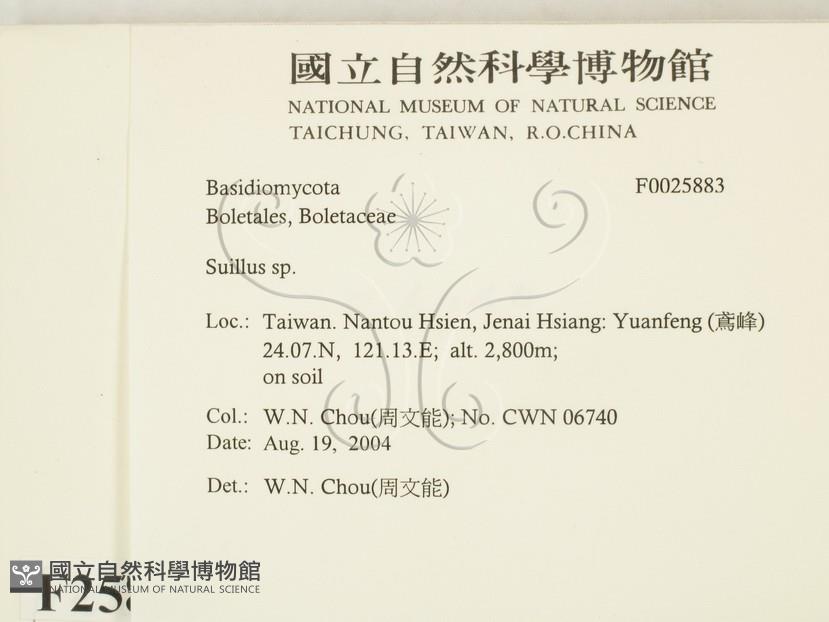 國立自然科學博物館
NATIONAL MUSEUM OF NATURAL SCIENCE
TAICHUNG, TAIWAN, R.O.CHINA
Basidiomycota F0025883
Boletales, Boletaceae
Suillus sp.
Loc.: Taiwan. Nantou Hsien, Jenai Hsiang: Yuanfeng (鳶峰)
24.07.N, 121.13.E; alt. 2,800m;
on soil
Col.: W.N. Chou(周文能); No. CWN 06740
Date: Aug. 19, 2004
Det.: W.N. Chou(周文能)
國立自然科學博物館
NATIONAL MUSEUM OF NATURAL SCIENCE